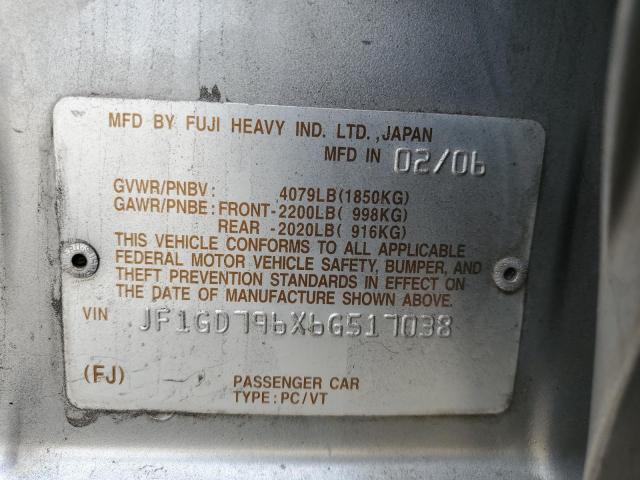 MFD BY FUJI HEAVY IND. LTD., JAPAN
MFD IN 02/06
GVWR/PNBV: 4079LB(1850KG)
GAWR/PNBE: FRONT-2200LB( 998KG)
REAR -2020LB( 916KG)
THIS VEHICLE CONFORMS TO ALL APPLICABLE
FEDERAL MOTOR VEHICLE SAFETY, BUMPER, AND
THEFT PREVENTION STANDARDS IN EFFECT ON
THE DATE OF MANUFACTURE SHOWN ABOVE.
VIN JF1GD796X6G517038
(FJ) PASSENGER CAR
TYPE: PC/VT